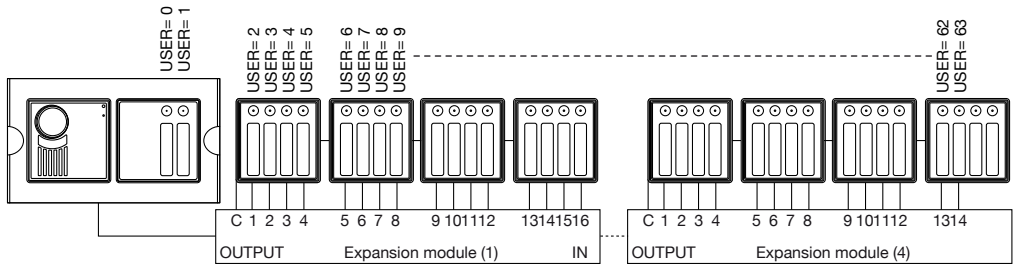 USER= 0
USER= 1
USER= 2
USER= 3
USER= 4
USER= 5
USER= 6
USER= 7
USER= 8
USER= 9
USER= 62
USER= 63
C 1 2 3 4 5 6 7 8 9 10 11 12 13 14 15 16
OUTPUT Expansion module (1) IN
C 1 2 3 4 5 6 7 8 9 10 11 12 13 14
OUTPUT Expansion module (4)